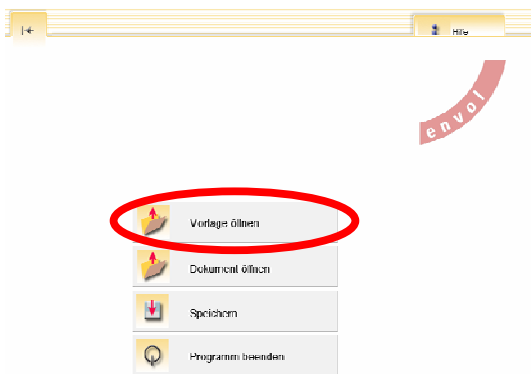 Hilfe
envol
Vorlage öffnen
Dokument öffnen
Speichern
Programm beenden